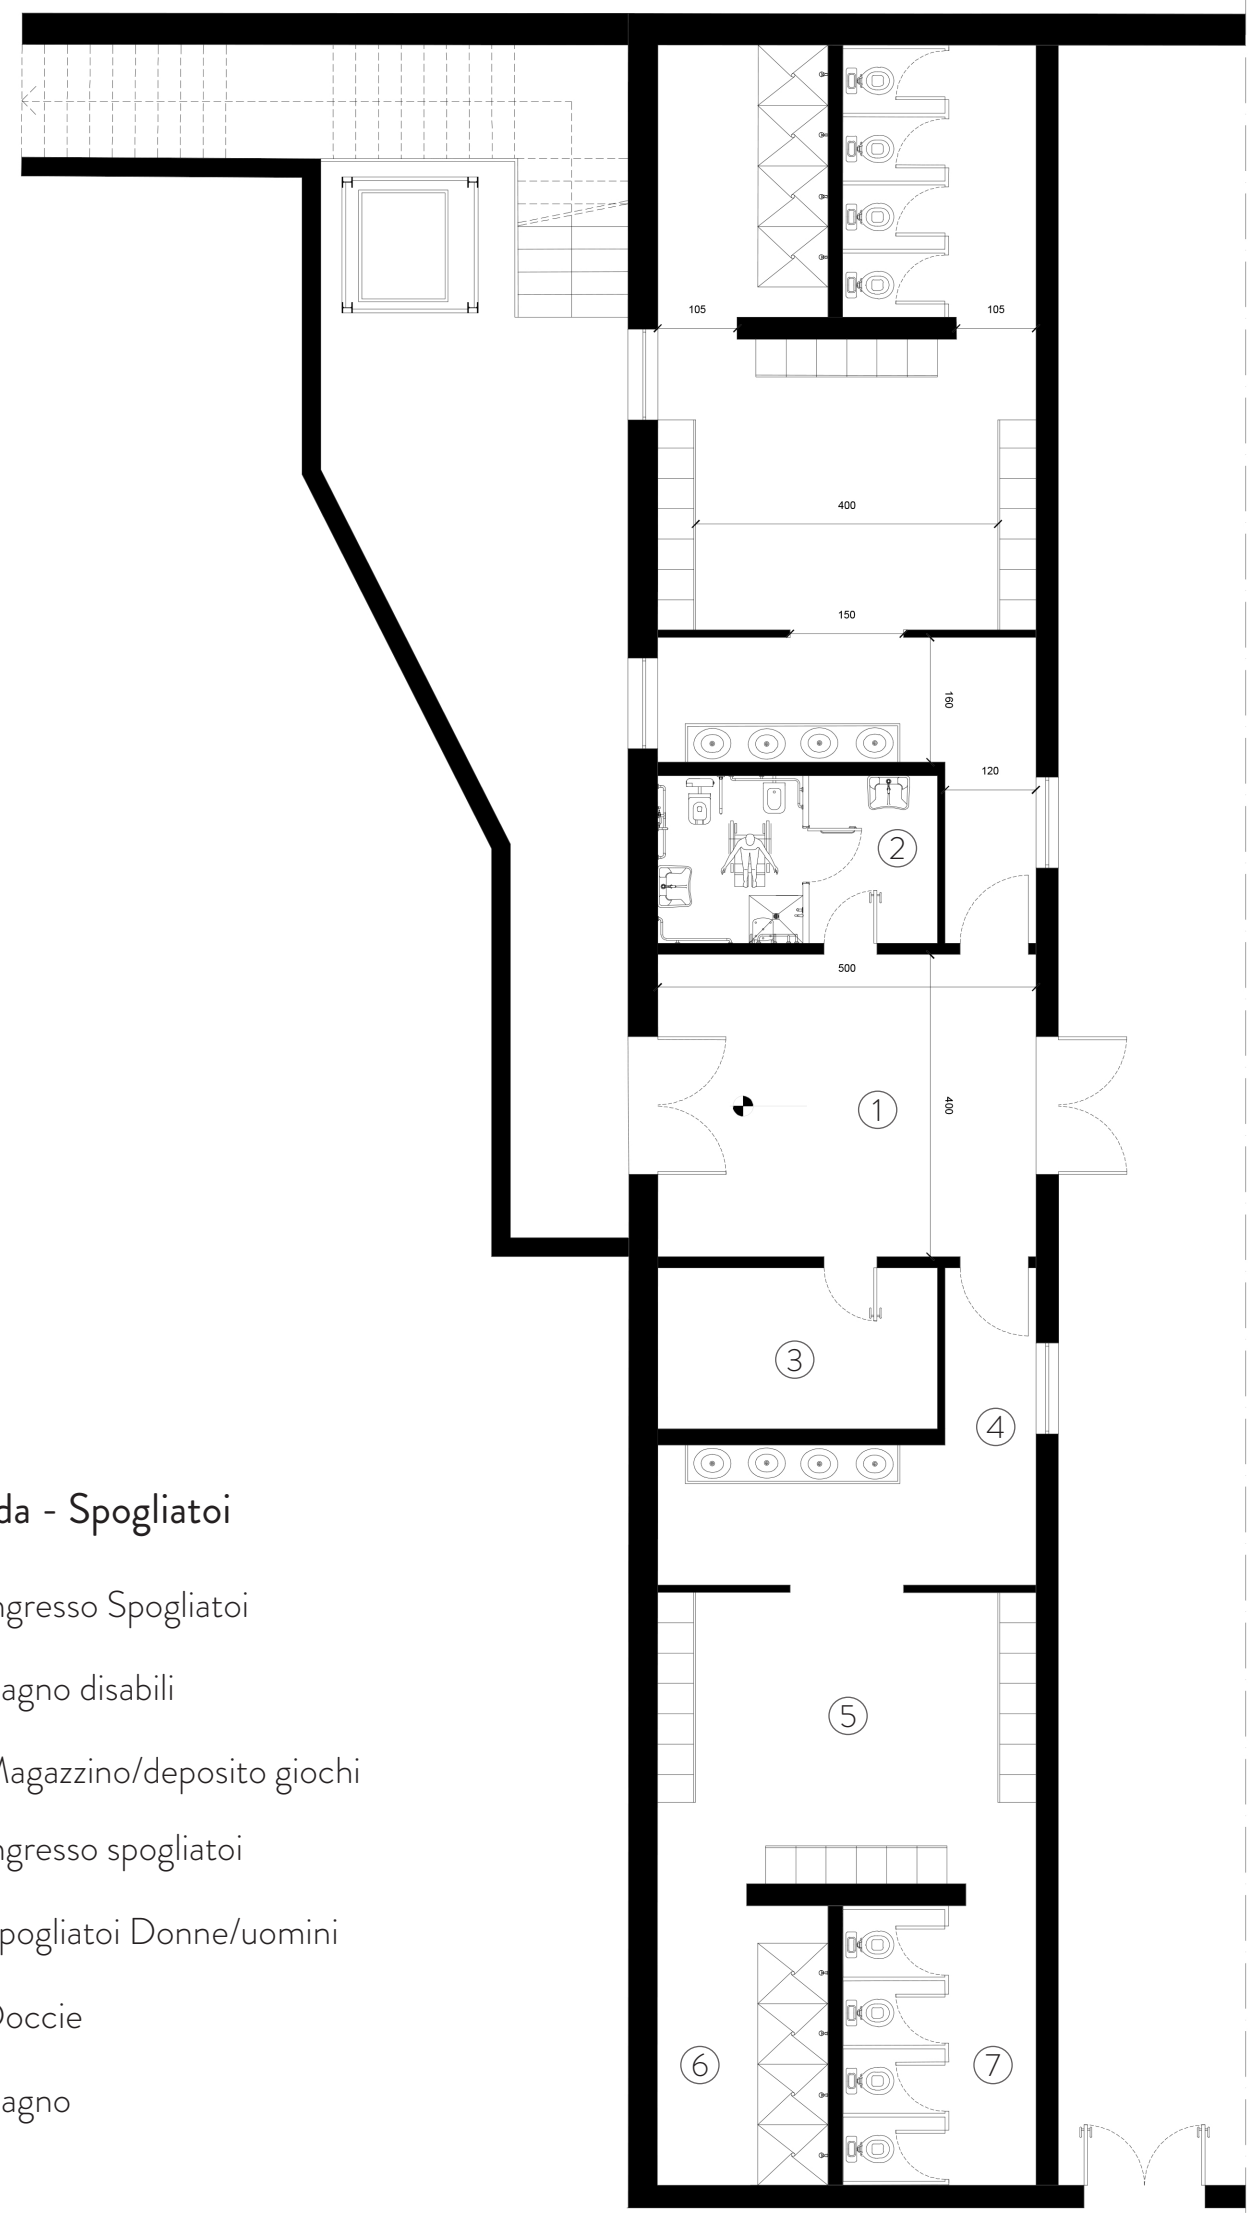 105
105
400
150
160
120
2
500
1
400
3
4
da - Spogliatoi
ngresso Spogliatoi
agno disabili
Magazzino/deposito giochi
ngresso spogliatoi
pogliatoi Donne/uomini
Doccie
agno
5
6
7